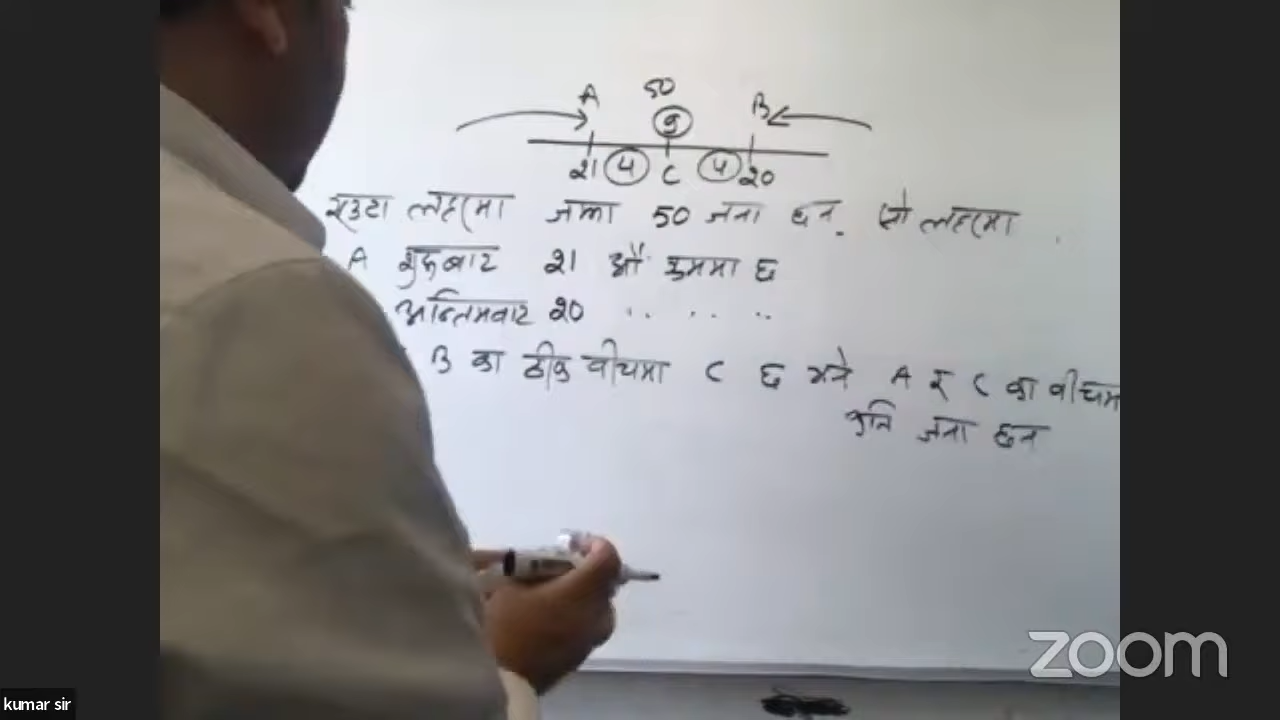 50
A B
9
21 4 C 4 20
एउटा लहरमा जम्मा 50 जना छन. सो लहरमा
A शुरुबाट 21 औं क्रममा छ
अन्तिमबाट 20 .. .. ..
B का ठीक बीचमा C छ भने A र C का बीचमा
कति जना छन
zoom
kumar sir